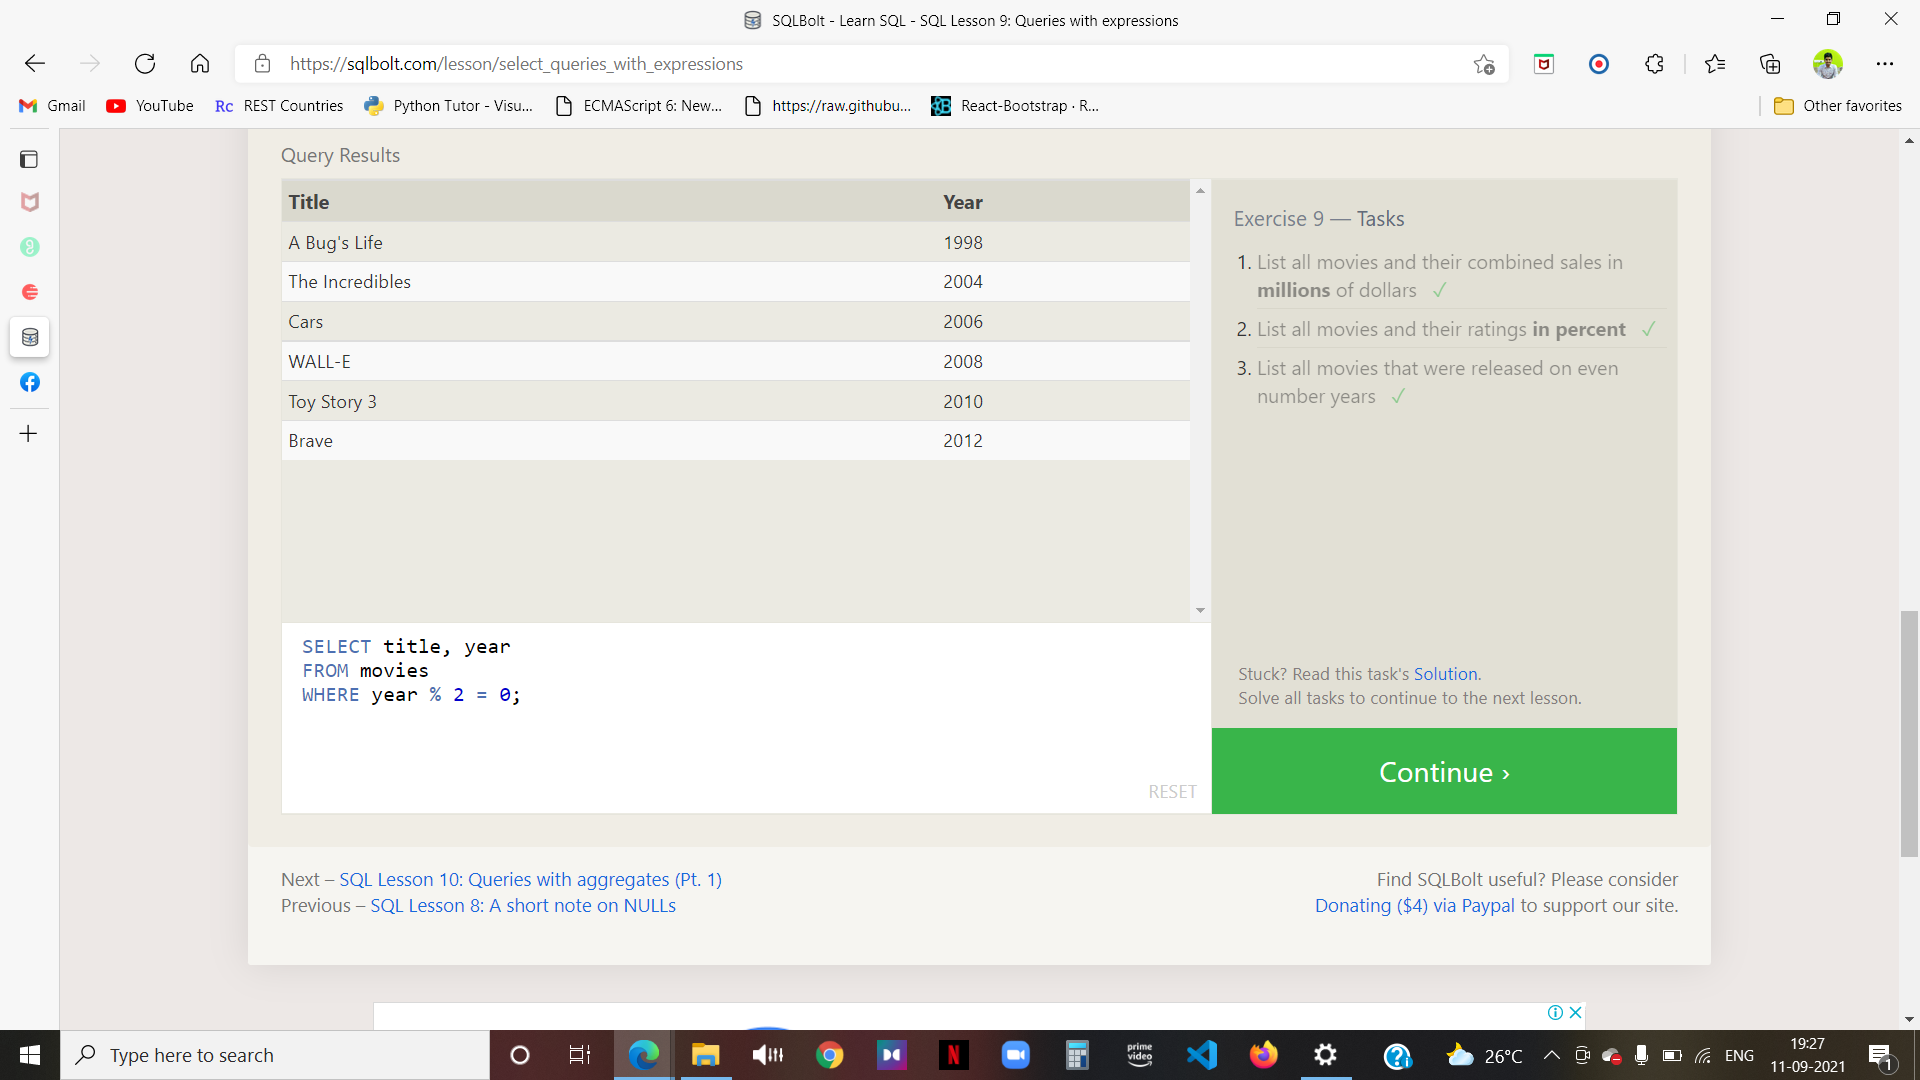 SQLBolt - Learn SQL - SQL Lesson 9: Queries with expressions
https://sqlbolt.com/lesson/select_queries_with_expressions
Gmail
YouTube
Rc REST Countries
Python Tutor - Visu...
ECMAScript 6: New...
https://raw.githubu...
React-Bootstrap · R...
Other favorites
Query Results
Title Year
A Bug's Life 1998
The Incredibles 2004
Cars 2006
WALL-E 2008
Toy Story 3 2010
Brave 2012
Exercise 9 — Tasks
1. List all movies and their combined sales in
millions of dollars ✓
2. List all movies and their ratings in percent ✓
3. List all movies that were released on even
number years ✓
SELECT title, year
FROM movies
WHERE year % 2 = 0;
RESET
Stuck? Read this task's Solution.
Solve all tasks to continue to the next lesson.
Continue ›
Next – SQL Lesson 10: Queries with aggregates (Pt. 1)
Previous – SQL Lesson 8: A short note on NULLs
Find SQLBolt useful? Please consider
Donating ($4) via Paypal to support our site.
Type here to search
prime
video
26°C
ENG
19:27
11-09-2021
1